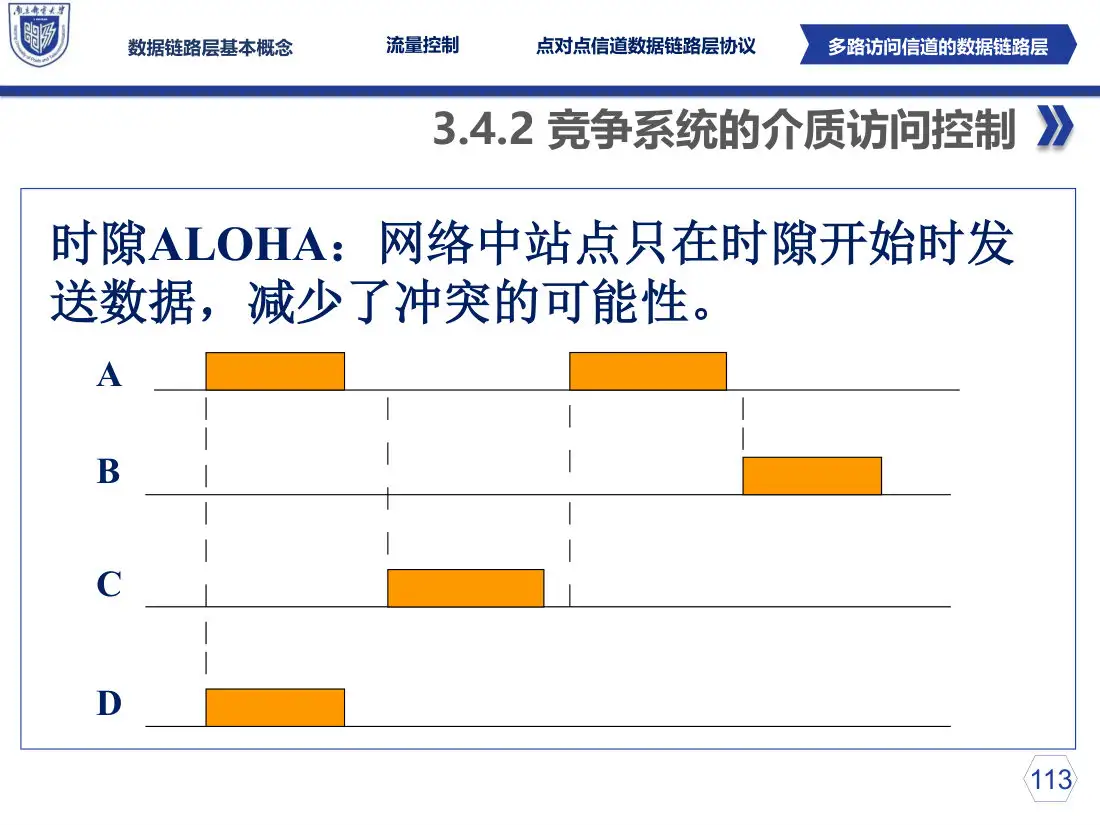 数据链路层基本概念
流量控制
点对点信道数据链路层协议
多路访问信道的数据链路层
3.4.2 竞争系统的介质访问控制
时隙ALOHA：网络中站点只在时隙开始时发
送数据，减少了冲突的可能性。
A
B
C
D
113